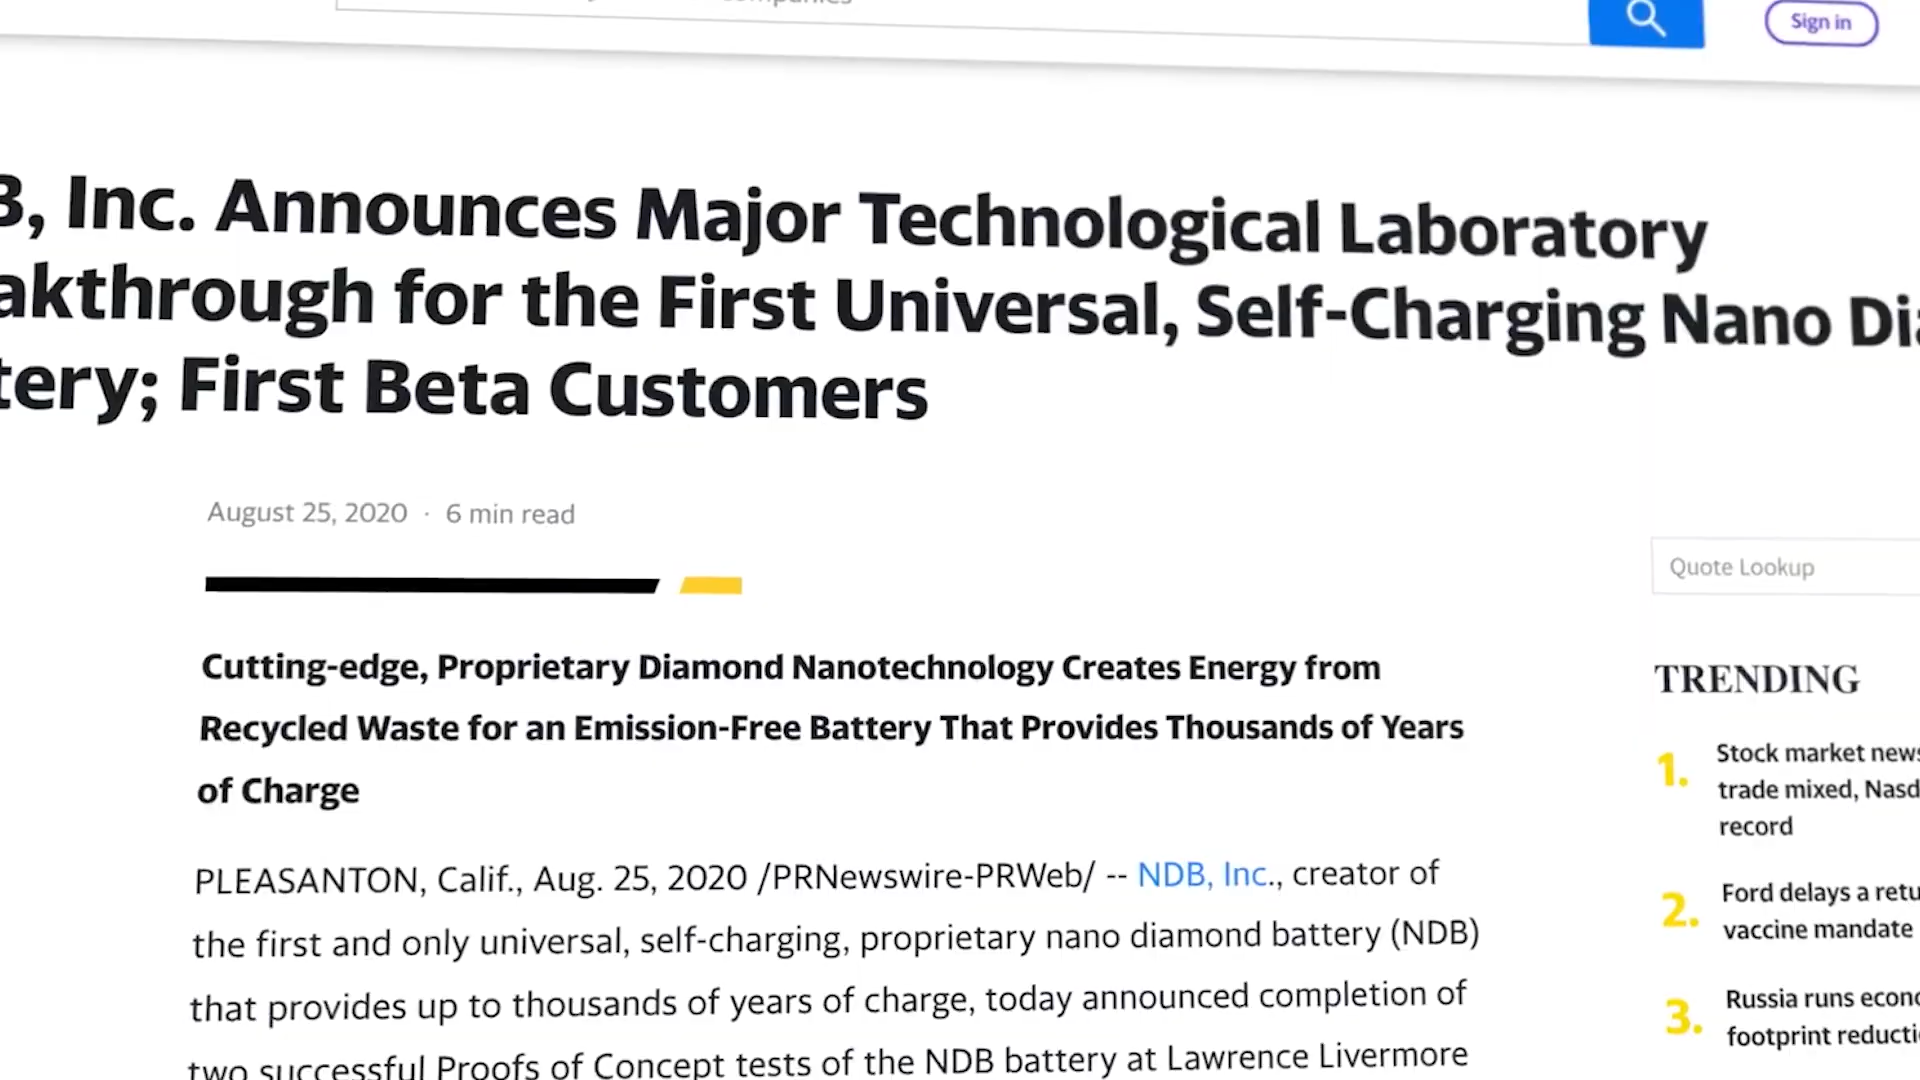 Sign in
B, Inc. Announces Major Technological Laboratory
akthrough for the First Universal, Self-Charging Nano Dia
tery; First Beta Customers
August 25, 2020 · 6 min read
Quote Lookup
Cutting-edge, Proprietary Diamond Nanotechnology Creates Energy from
Recycled Waste for an Emission-Free Battery That Provides Thousands of Years
of Charge
PLEASANTON, Calif., Aug. 25, 2020 /PRNewswire-PRWeb/ -- NDB, Inc., creator of
the first and only universal, self-charging, proprietary nano diamond battery (NDB)
that provides up to thousands of years of charge, today announced completion of
two successful Proofs of Concept tests of the NDB battery at Lawrence Livermore
TRENDING
1. Stock market news
trade mixed, Nasd
record
2. Ford delays a retu
vaccine mandate
3. Russia runs econo
footprint reducti